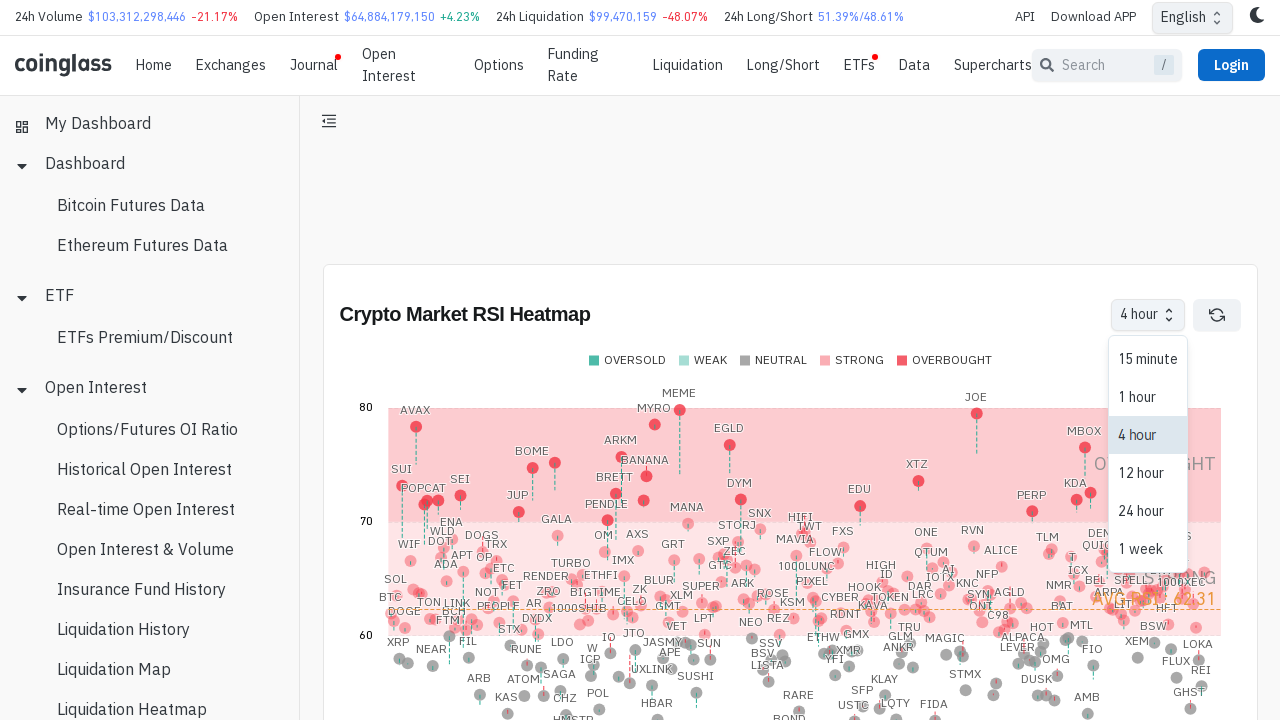 24h Volume $103,312,298,446 -21.17% Open Interest $64,884,179,150 +4.23% 24h Liquidation $99,470,159 -48.07% 24h Long/Short 51.39%/48.61% API Download APP English
coinglass Home Exchanges Journal Open Interest Options Funding Rate Liquidation Long/Short ETFs Data Supercharts Search / Login
My Dashboard
Dashboard
Bitcoin Futures Data
Ethereum Futures Data
ETF
ETFs Premium/Discount
Open Interest
Options/Futures OI Ratio
Historical Open Interest
Real-time Open Interest
Open Interest & Volume
Insurance Fund History
Liquidation History
Liquidation Map
Liquidation Heatmap
Crypto Market RSI Heatmap 4 hour
15 minute
1 hour
4 hour
12 hour
24 hour
1 week
OVERSOLD WEAK NEUTRAL STRONG OVERBOUGHT
MEME
JOE
80 AVAX MYRO
EGLD MBOX
ARKM
BOME BANANA
SUI XTZ
SEI BRETT DYM KDA
POPCAT JUP PENDLE EDU PERP
MANA SNX
70 ENA GALA STORJ HIFI TWT
WLD DOGS OM AXS FXS ONE RVN TLM
WIF DOT TRX GRT SXP MAVIA
ADA APT OP ETC TURBO IMX ZEC FLOW QTUM ALICE T
SOL FET RENDER ETHFI BLUR GTC 1000LUNC HIGH ID IOTX AI NFP ICX
NOT ZRO BIGTIME ZK SUPER ARK PIXEL HOOK DAR KNC NMR BEL SPELL 1000XEC
BTC TON LINK PEOPLE AR 1000SHIB CELO XLM GMT ROSE KSM CYBER TOKEN LRC SYN AGLD BAT ARPA LIT HFT
DOGE FTM BCH STX DYDX VET LPT NEO REZ RDNT KAVA ONT C98 MTL BSW
60 XRP NEAR FIL RUNE LDO IO JTO JASMY SUN SSV ETHW GMX TRU GLM MAGIC ALPACA HOT XEM LOKA
W ICP APE BSV XMR YFI ANKR LEVER OMG FIO FLUX
ARB ATOM SAGA UXLINK SUSHI LISTA KLAY STMX DUSK REI
KAS CHZ POL HBAR RARE SFP LQTY FIDA AMB GHST
HMSTR BOND USTC